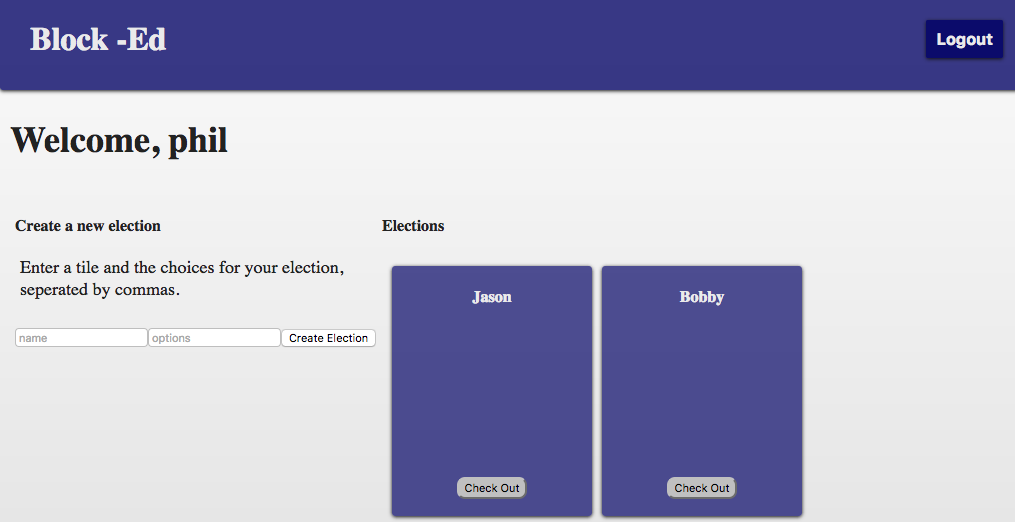 Block -Ed
Logout
Welcome, phil
Create a new election
Enter a tile and the choices for your election,
seperated by commas.
name
options
Create Election
Elections
Jason
Bobby
Check Out
Check Out